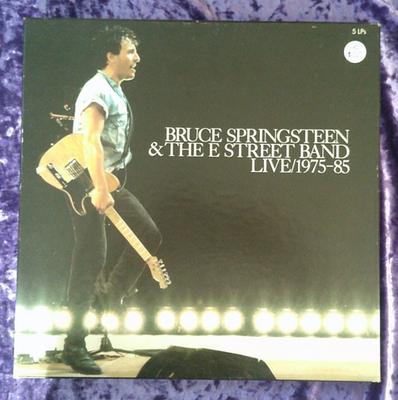 5 LPs
BRUCE SPRINGSTEEN
& THE E STREET BAND
LIVE/1975-85